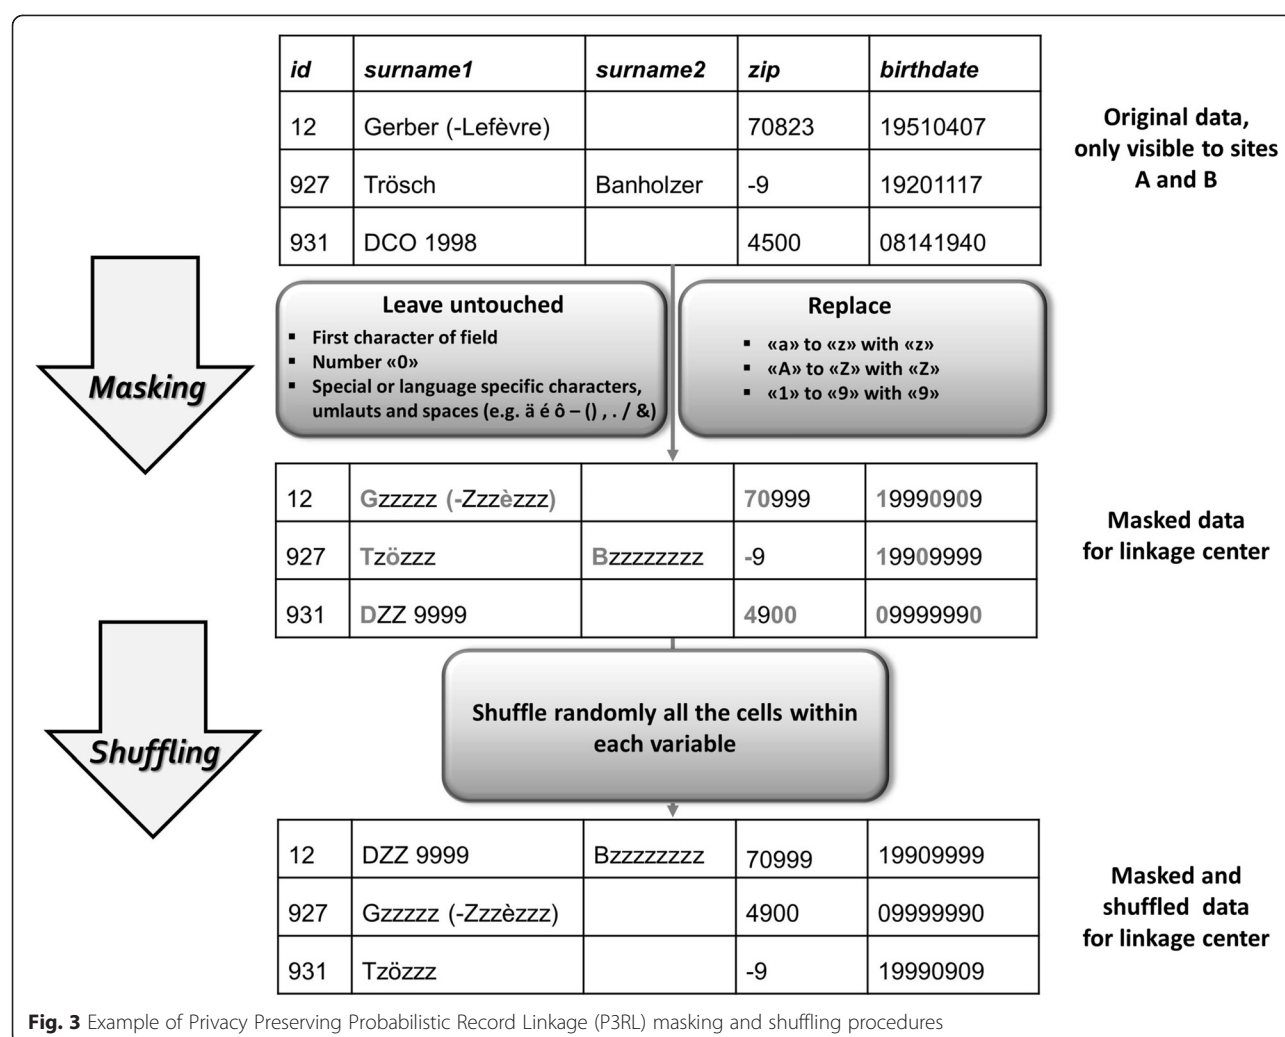 id surname1 surname2 zip birthdate
12 Gerber (-Lefèvre) 70823 19510407
927 Trösch Banholzer -9 19201117
931 DCO 1998 4500 08141940
Original data,
only visible to sites
A and B
Masking
Leave untouched
▪ First character of field
▪ Number «0»
▪ Special or language specific characters,
umlauts and spaces (e.g. ä é ô – () , . / &)
Replace
▪ «a» to «z» with «z»
▪ «A» to «Z» with «Z»
▪ «1» to «9» with «9»
12 Gzzzzz (-Zzzèzzz) 70999 19990909
927 Tzözzz Bzzzzzzzz -9 19909999
931 DZZ 9999 4900 09999990
Masked data
for linkage center
Shuffling
Shuffle randomly all the cells within
each variable
12 DZZ 9999 Bzzzzzzzz 70999 19909999
927 Gzzzzz (-Zzzèzzz) 4900 09999990
931 Tzözzz -9 19990909
Masked and
shuffled data
for linkage center
Fig. 3 Example of Privacy Preserving Probabilistic Record Linkage (P3RL) masking and shuffling procedures